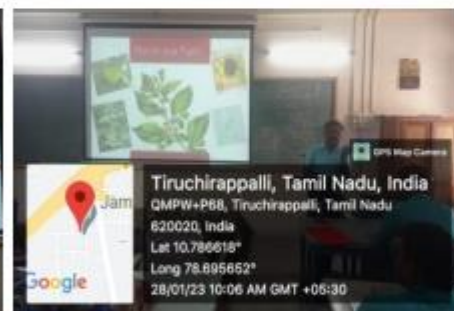 GPS Map Camera
Jam
Google
Tiruchirappalli, Tamil Nadu, India
QMPW+P68, Tiruchirappalli, Tamil Nadu
620020, India
Lat 10.786618°
Long 78.695652°
28/01/23 10:06 AM GMT +05:30